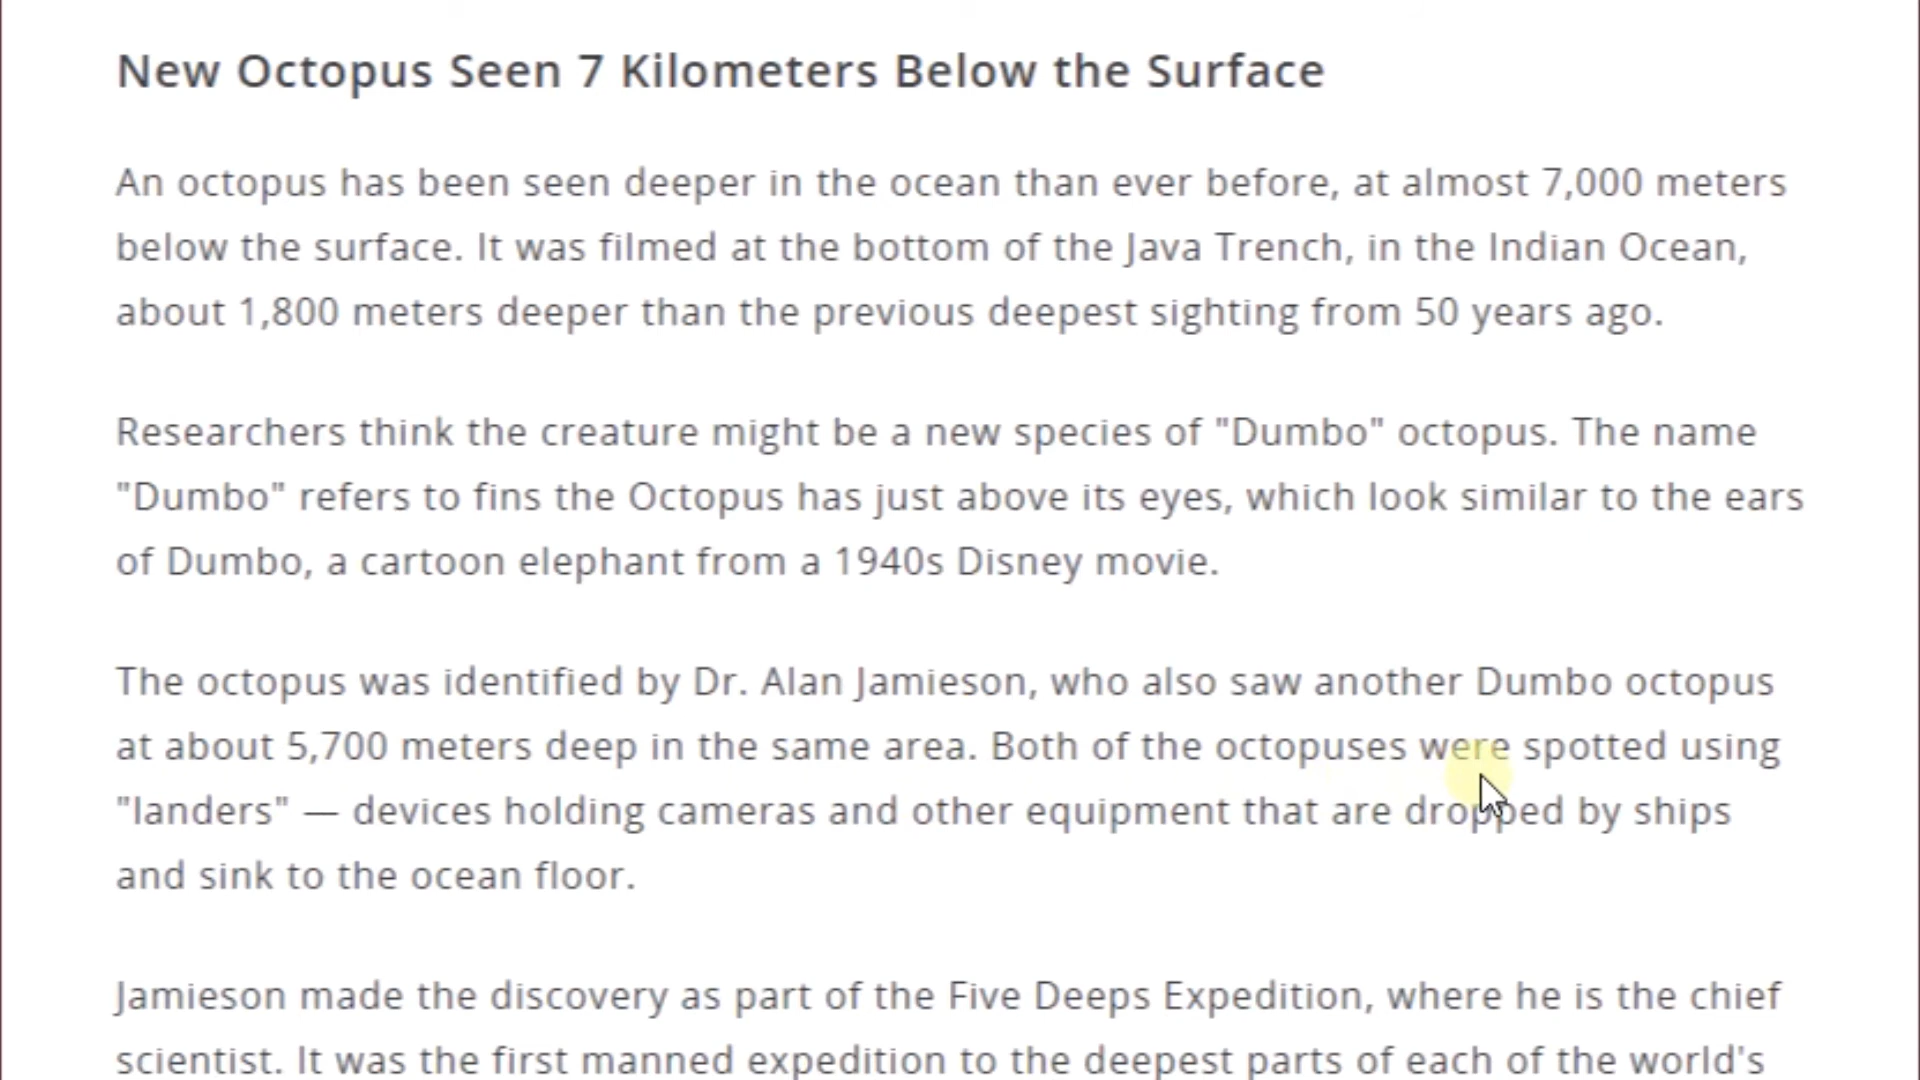 New Octopus Seen 7 Kilometers Below the Surface
An octopus has been seen deeper in the ocean than ever before, at almost 7,000 meters
below the surface. It was filmed at the bottom of the Java Trench, in the Indian Ocean,
about 1,800 meters deeper than the previous deepest sighting from 50 years ago.
Researchers think the creature might be a new species of "Dumbo" octopus. The name
"Dumbo" refers to fins the Octopus has just above its eyes, which look similar to the ears
of Dumbo, a cartoon elephant from a 1940s Disney movie.
The octopus was identified by Dr. Alan Jamieson, who also saw another Dumbo octopus
at about 5,700 meters deep in the same area. Both of the octopuses were spotted using
"landers" — devices holding cameras and other equipment that are dropped by ships
and sink to the ocean floor.
Jamieson made the discovery as part of the Five Deeps Expedition, where he is the chief
scientist. It was the first manned expedition to the deepest parts of each of the world's